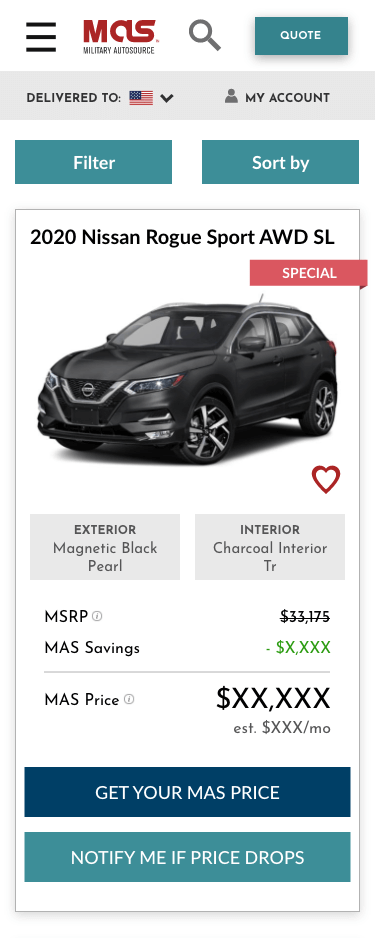 MAS
MILITARY AUTOSOURCE
QUOTE
DELIVERED TO:
MY ACCOUNT
Filter
Sort by
2020 Nissan Rogue Sport AWD SL
SPECIAL
EXTERIOR
Magnetic Black
Pearl
INTERIOR
Charcoal Interior
Tr
MSRP $33,175
MAS Savings - $X,XXX
MAS Price $XX,XXX
est. $XXX/mo
GET YOUR MAS PRICE
NOTIFY ME IF PRICE DROPS